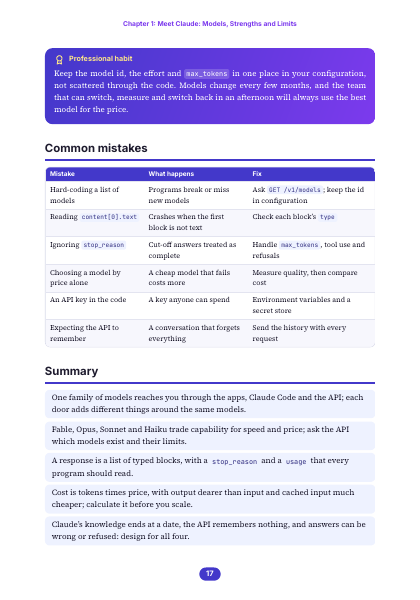 Chapter 1: Meet Claude: Models, Strengths and Limits
Professional habit
Keep the model id, the effort and max_tokens in one place in your configuration,
not scattered through the code. Models change every few months, and the team
that can switch, measure and switch back in an afternoon will always use the best
model for the price.
Common mistakes
Mistake What happens Fix
Hard-coding a list of models Programs break or miss new models Ask GET /v1/models; keep the id in configuration
Reading content[0].text Crashes when the first block is not text Check each block's type
Ignoring stop_reason Cut-off answers treated as complete Handle max_tokens, tool use and refusals
Choosing a model by price alone A cheap model that fails costs more Measure quality, then compare cost
An API key in the code A key anyone can spend Environment variables and a secret store
Expecting the API to remember A conversation that forgets everything Send the history with every request
Summary
One family of models reaches you through the apps, Claude Code and the API; each
door adds different things around the same models.
Fable, Opus, Sonnet and Haiku trade capability for speed and price; ask the API
which models exist and their limits.
A response is a list of typed blocks, with a stop_reason and a usage that every
program should read.
Cost is tokens times price, with output dearer than input and cached input much
cheaper; calculate it before you scale.
Claude's knowledge ends at a date, the API remembers nothing, and answers can be
wrong or refused: design for all four.
17